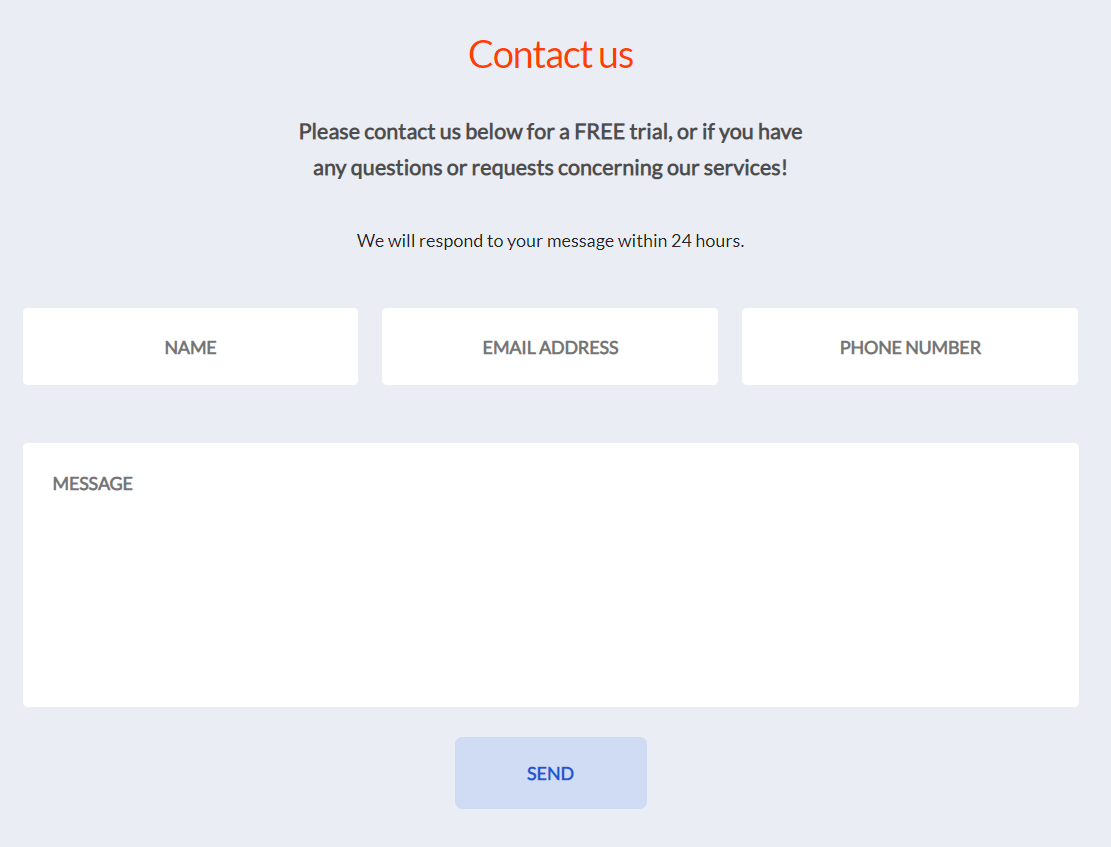 Contact us
Please contact us below for a FREE trial, or if you have
any questions or requests concerning our services!
We will respond to your message within 24 hours.
NAME
EMAIL ADDRESS
PHONE NUMBER
MESSAGE
SEND